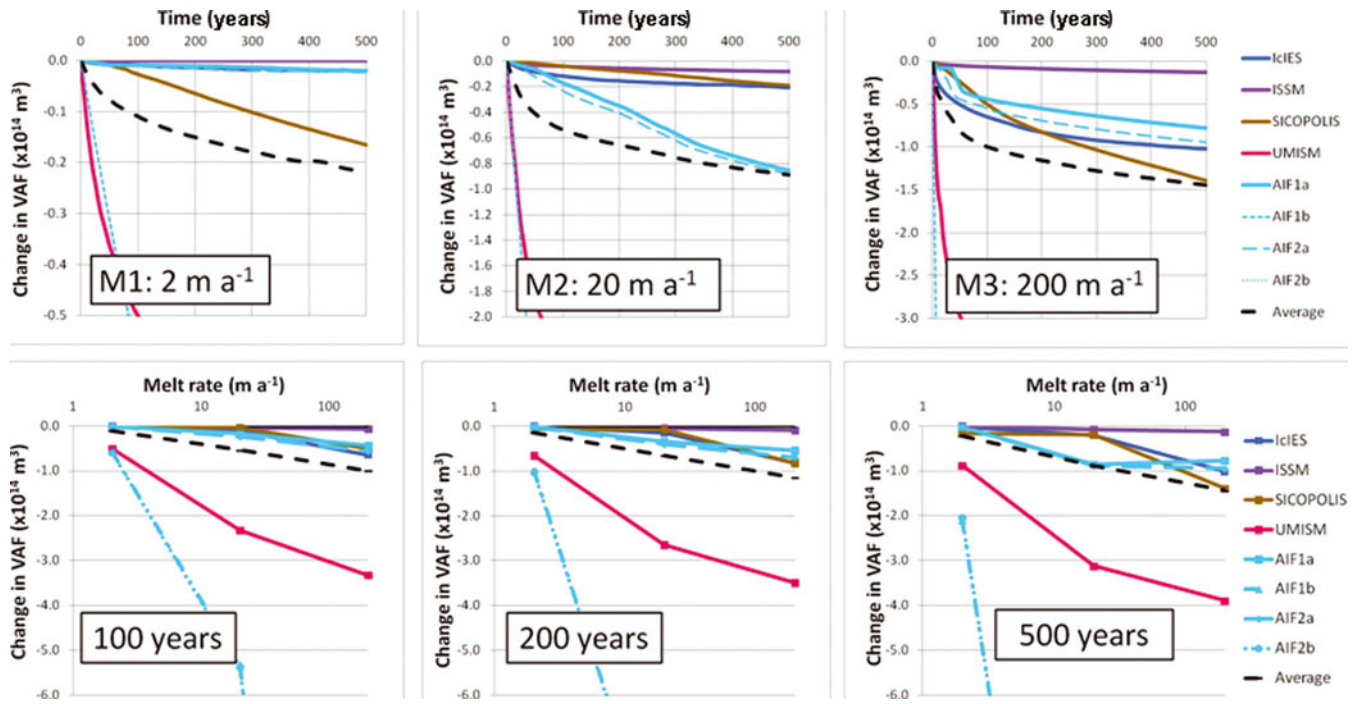 Time (years)
0 100 200 300 400 500
Change in VAF (x10¹⁴ m³)
0.0
-0.1
-0.2
-0.3
-0.4
-0.5
M1: 2 m a⁻¹
Time (years)
0 100 200 300 400 500
Change in VAF (x10¹⁴ m³)
0.0
-0.2
-0.4
-0.6
-0.8
-1.0
-1.2
-1.4
-1.6
-1.8
-2.0
M2: 20 m a⁻¹
Time (years)
0 100 200 300 400 500
Change in VAF (x10¹⁴ m³)
0.0
-0.5
-1.0
-1.5
-2.0
-2.5
-3.0
M3: 200 m a⁻¹
IcIES
ISSM
SICOPOLIS
UMISM
AIF1a
AIF1b
AIF2a
AIF2b
Average
Melt rate (m a⁻¹)
1 10 100
Change in VAF (x10¹⁴ m³)
0.0
-1.0
-2.0
-3.0
-4.0
-5.0
-6.0
100 years
Melt rate (m a⁻¹)
1 10 100
Change in VAF (x10¹⁴ m³)
0.0
-1.0
-2.0
-3.0
-4.0
-5.0
-6.0
200 years
Melt rate (m a⁻¹)
1 10 100
Change in VAF (x10¹⁴ m³)
0.0
-1.0
-2.0
-3.0
-4.0
-5.0
-6.0
500 years
IcIES
ISSM
SICOPOLIS
UMISM
AIF1a
AIF1b
AIF2a
AIF2b
Average